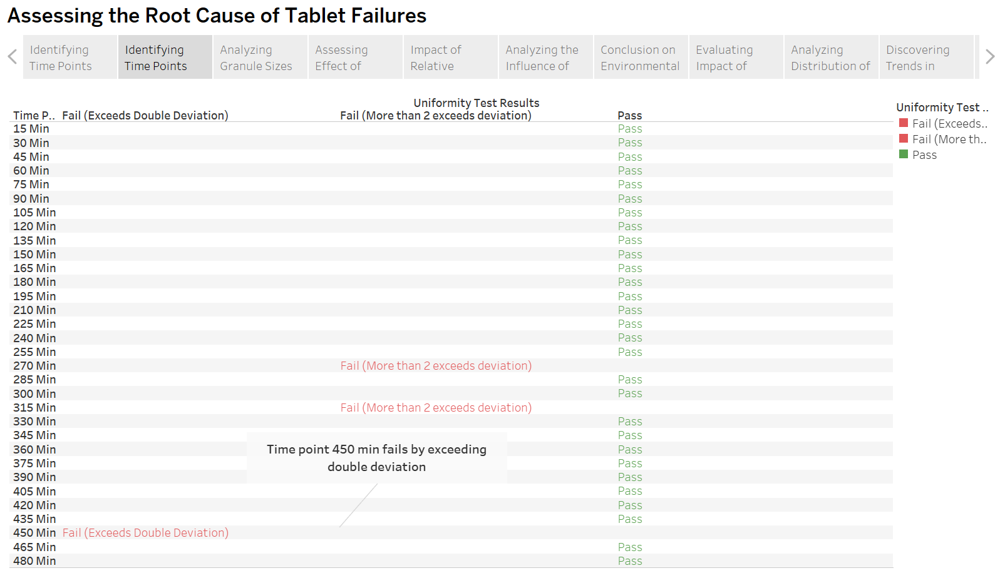 Assessing the Root Cause of Tablet Failures
Identifying
Time Points
Identifying
Time Points
Analyzing
Granule Sizes
Assessing
Effect of
Impact of
Relative
Analyzing the
Influence of
Conclusion on
Environmental
Evaluating
Impact of
Analyzing
Distribution of
Discovering
Trends in
Uniformity Test Results
Time P.. Fail (Exceeds Double Deviation) Fail (More than 2 exceeds deviation) Pass
15 Min Pass
30 Min Pass
45 Min Pass
60 Min Pass
75 Min Pass
90 Min Pass
105 Min Pass
120 Min Pass
135 Min Pass
150 Min Pass
165 Min Pass
180 Min Pass
195 Min Pass
210 Min Pass
225 Min Pass
240 Min Pass
255 Min Pass
270 Min Fail (More than 2 exceeds deviation)
285 Min Pass
300 Min Pass
315 Min Fail (More than 2 exceeds deviation)
330 Min Pass
345 Min Pass
360 Min Pass
375 Min Pass
390 Min Pass
405 Min Pass
420 Min Pass
435 Min Pass
450 Min Fail (Exceeds Double Deviation)
465 Min Pass
480 Min Pass
Time point 450 min fails by exceeding
double deviation
Uniformity Test ..
Fail (Exceeds..
Fail (More th..
Pass